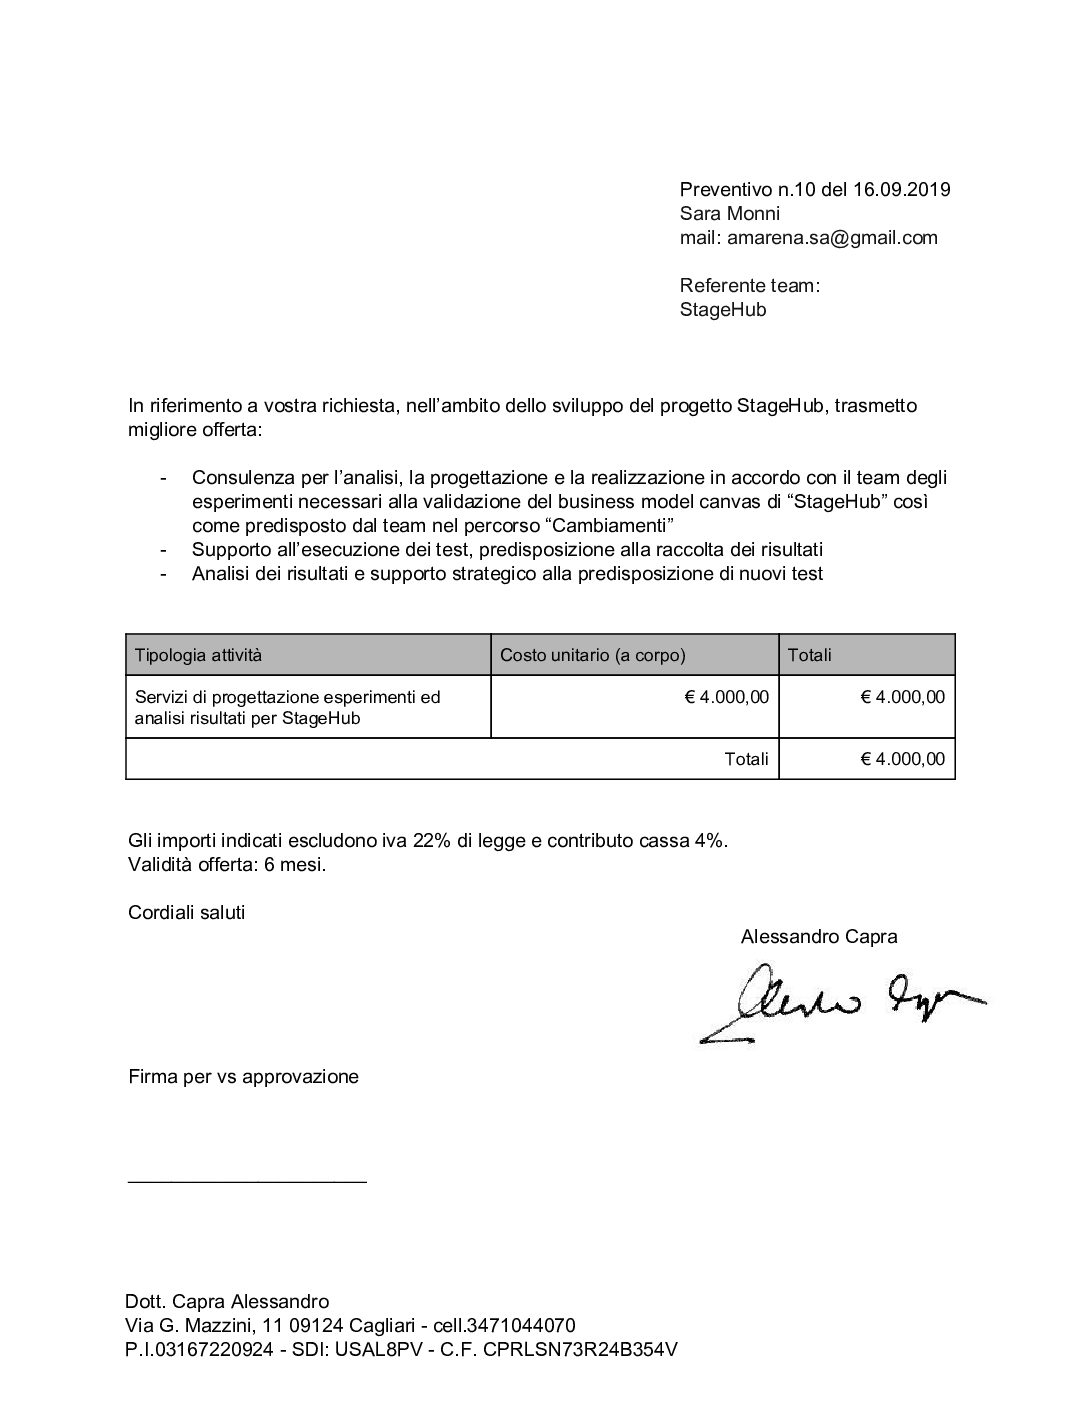 Preventivo n.10 del 16.09.2019
Sara Monni
mail: amarena.sa@gmail.com
Referente team:
StageHub
In riferimento a vostra richiesta, nell’ambito dello sviluppo del progetto StageHub, trasmetto
migliore offerta:
- Consulenza per l’analisi, la progettazione e la realizzazione in accordo con il team degli
esperimenti necessari alla validazione del business model canvas di “StageHub” così
come predisposto dal team nel percorso “Cambiamenti”
- Supporto all’esecuzione dei test, predisposizione alla raccolta dei risultati
- Analisi dei risultati e supporto strategico alla predisposizione di nuovi test
Tipologia attività Costo unitario (a corpo) Totali
Servizi di progettazione esperimenti ed € 4.000,00 € 4.000,00
analisi risultati per StageHub
Totali € 4.000,00
Gli importi indicati escludono iva 22% di legge e contributo cassa 4%.
Validità offerta: 6 mesi.
Cordiali saluti
Alessandro Capra
Firma per vs approvazione
Dott. Capra Alessandro
Via G. Mazzini, 11 09124 Cagliari - cell.3471044070
P.I.03167220924 - SDI: USAL8PV - C.F. CPRLSN73R24B354V